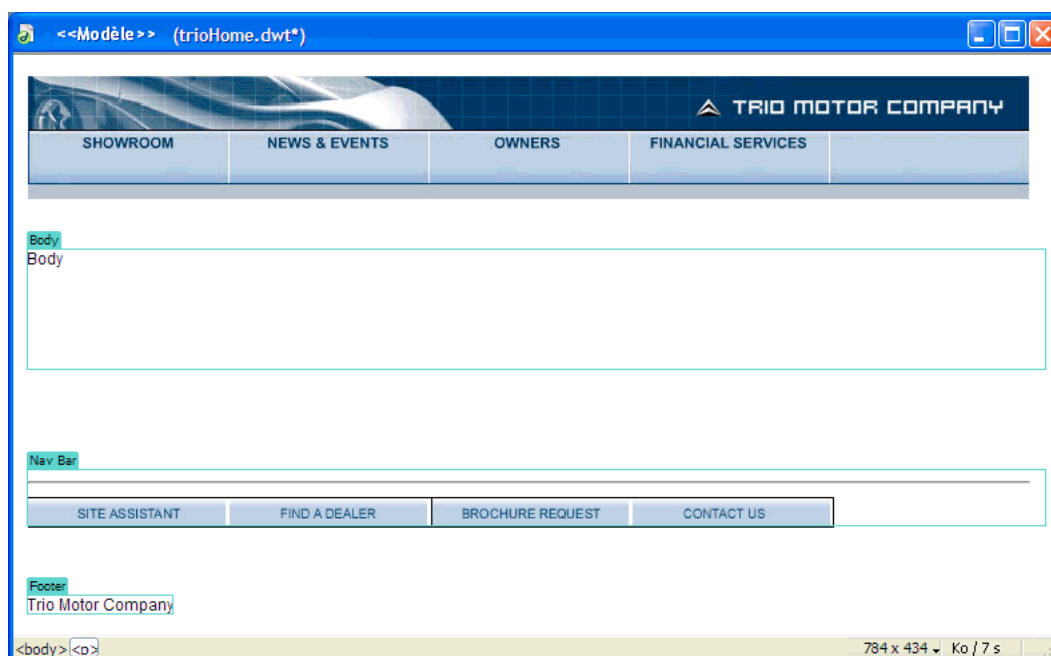 <<Modèle>> (trioHome.dwt*)
TRIO MOTOR COMPANY
SHOWROOM NEWS & EVENTS OWNERS FINANCIAL SERVICES
Body
Body
Nav Bar
SITE ASSISTANT FIND A DEALER BROCHURE REQUEST CONTACT US
Footer
Trio Motor Company
<body> <p> 784 x 434 Ko / 7 s